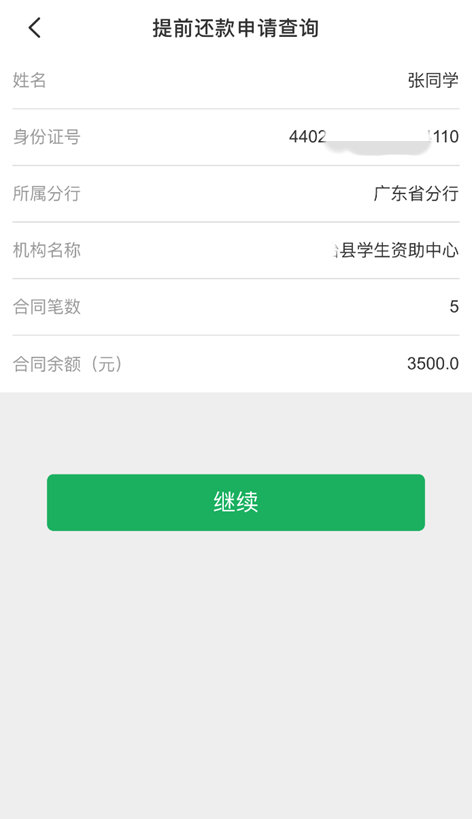 提前还款申请查询
姓名 张同学
身份证号 4402 110
所属分行 广东省分行
机构名称 县学生资助中心
合同笔数 5
合同余额（元） 3500.0
继续